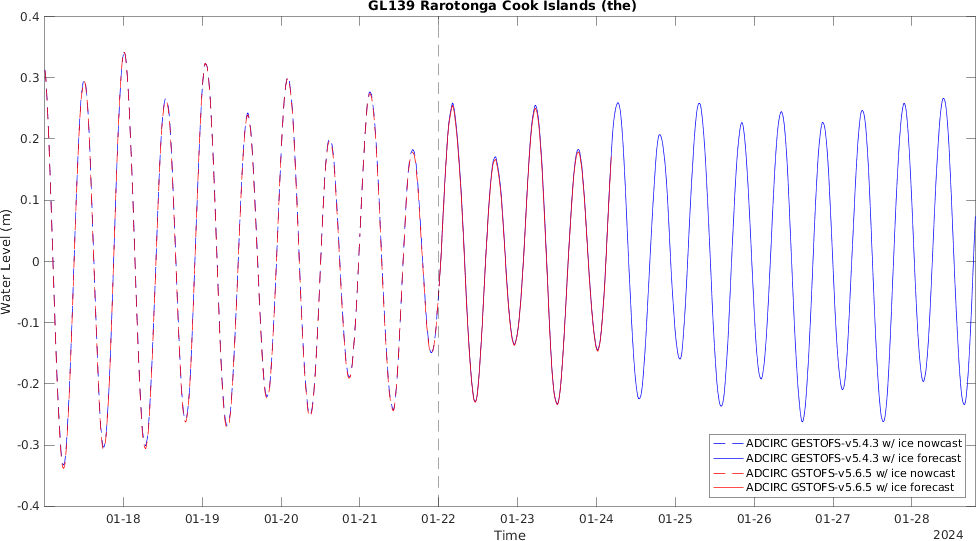 GL139 Rarotonga Cook Islands (the)
0.4
0.3
0.2
0.1
0
-0.1
-0.2
-0.3
-0.4
Water Level (m)
ADCIRC GESTOFS-v5.4.3 w/ ice nowcast
ADCIRC GESTOFS-v5.4.3 w/ ice forecast
ADCIRC GSTOFS-v5.6.5 w/ ice nowcast
ADCIRC GSTOFS-v5.6.5 w/ ice forecast
01-18 01-19 01-20 01-21 01-22 01-23 01-24 01-25 01-26 01-27 01-28
Time
2024